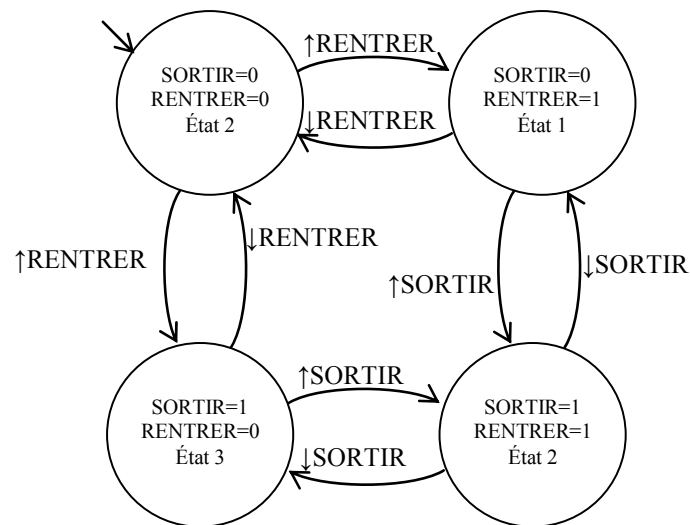 ↑RENTRER
SORTIR=0
RENTRER=0
État 2
SORTIR=0
RENTRER=1
État 1
↓RENTRER
↑RENTRER
↓RENTRER
↑SORTIR
↓SORTIR
↑SORTIR
SORTIR=1
RENTRER=0
État 3
SORTIR=1
RENTRER=1
État 2
↓SORTIR